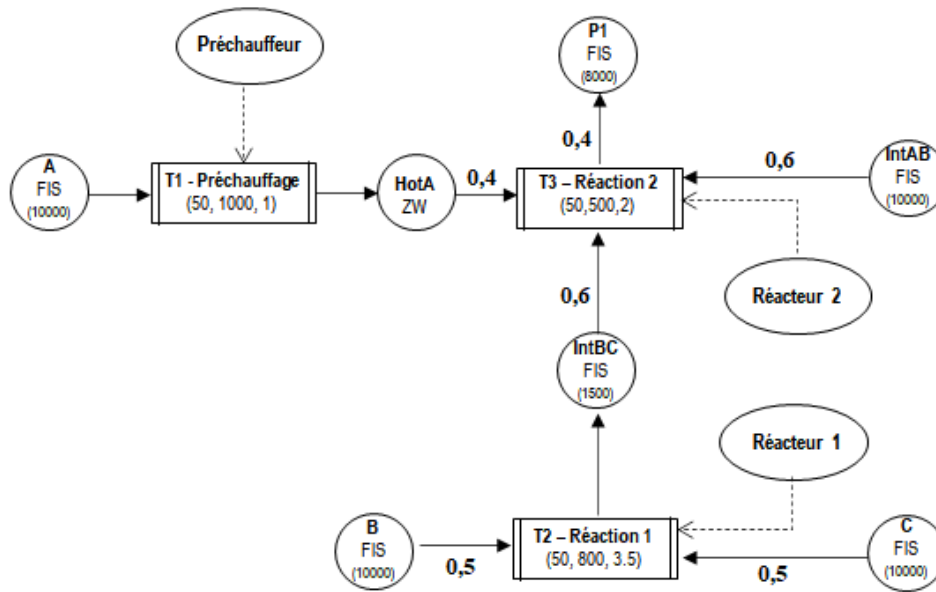 Préchauffeur
P1
FIS
(8000)
0,4
A
FIS
(10000)
T1 - Préchauffage
(50, 1000, 1)
HotA
ZW
0,4
T3 – Réaction 2
(50,500,2)
0,6
IntAB
FIS
(10000)
0,6
Réacteur 2
IntBC
FIS
(1500)
Réacteur 1
B
FIS
(10000)
0,5
T2 – Réaction 1
(50, 800, 3.5)
0,5
C
FIS
(10000)